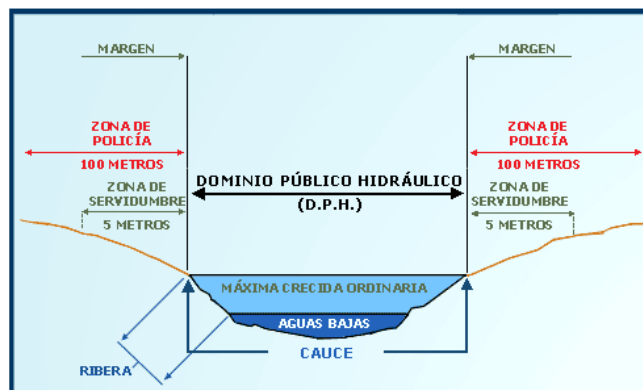 MARGEN
MARGEN
ZONA DE
POLICÍA
100 METROS
ZONA DE
POLICÍA
100 METROS
DOMINIO PÚBLICO HIDRÁULICO
(D.P.H.)
ZONA DE
SERVIDUMBRE
5 METROS
ZONA DE
SERVIDUMBRE
5 METROS
MÁXIMA CRECIDA ORDINARIA
AGUAS BAJAS
CAUCE
RIBERA